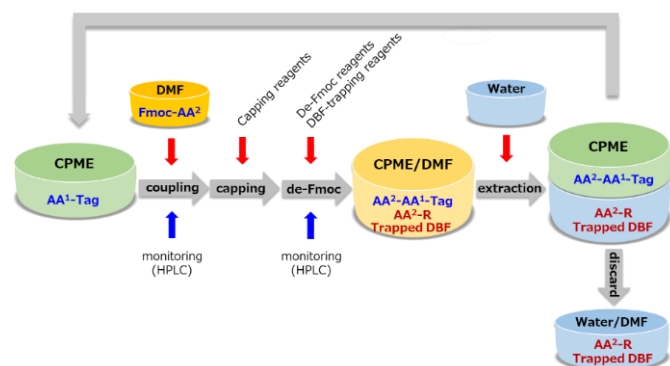 DMF
Fmoc-AA²
Capping reagents
De-Fmoc reagents
DBF-trapping reagents
Water
CPME
AA¹-Tag
coupling
capping
de-Fmoc
CPME/DMF
AA²-AA¹-Tag
AA²-R
Trapped DBF
extraction
CPME
AA²-AA¹-Tag
AA²-R
Trapped DBF
monitoring
(HPLC)
monitoring
(HPLC)
discard
Water/DMF
AA²-R
Trapped DBF